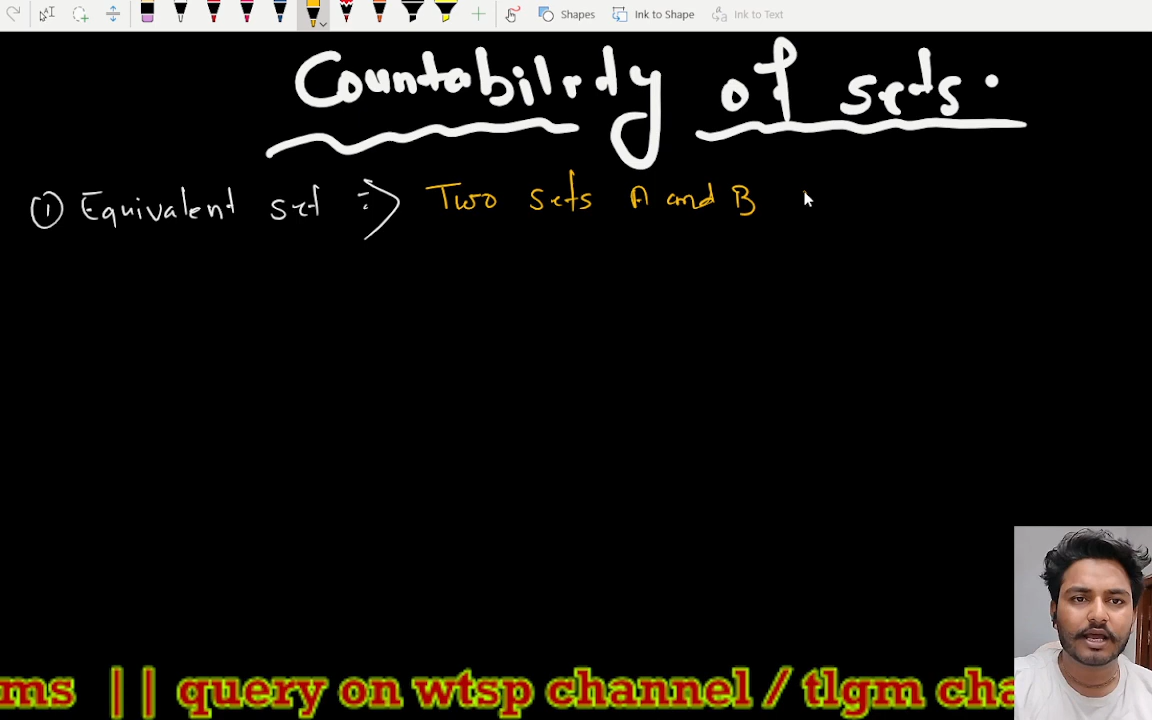 Shapes Ink to Shape Ink to Text
Countability of sets.
① Equivalent set :⇒ Two sets A and B
ms || query on wtsp channel / tlgm cha